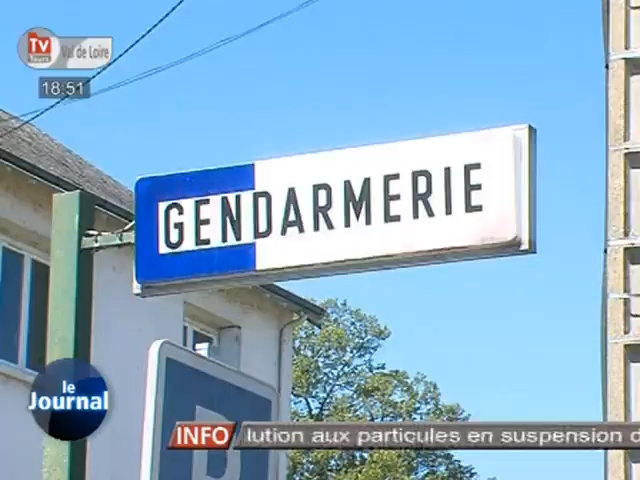 TV
Tours
Val de Loire
18:51
GENDARMERIE
P
le
Journal
INFO
lution aux particules en suspension d